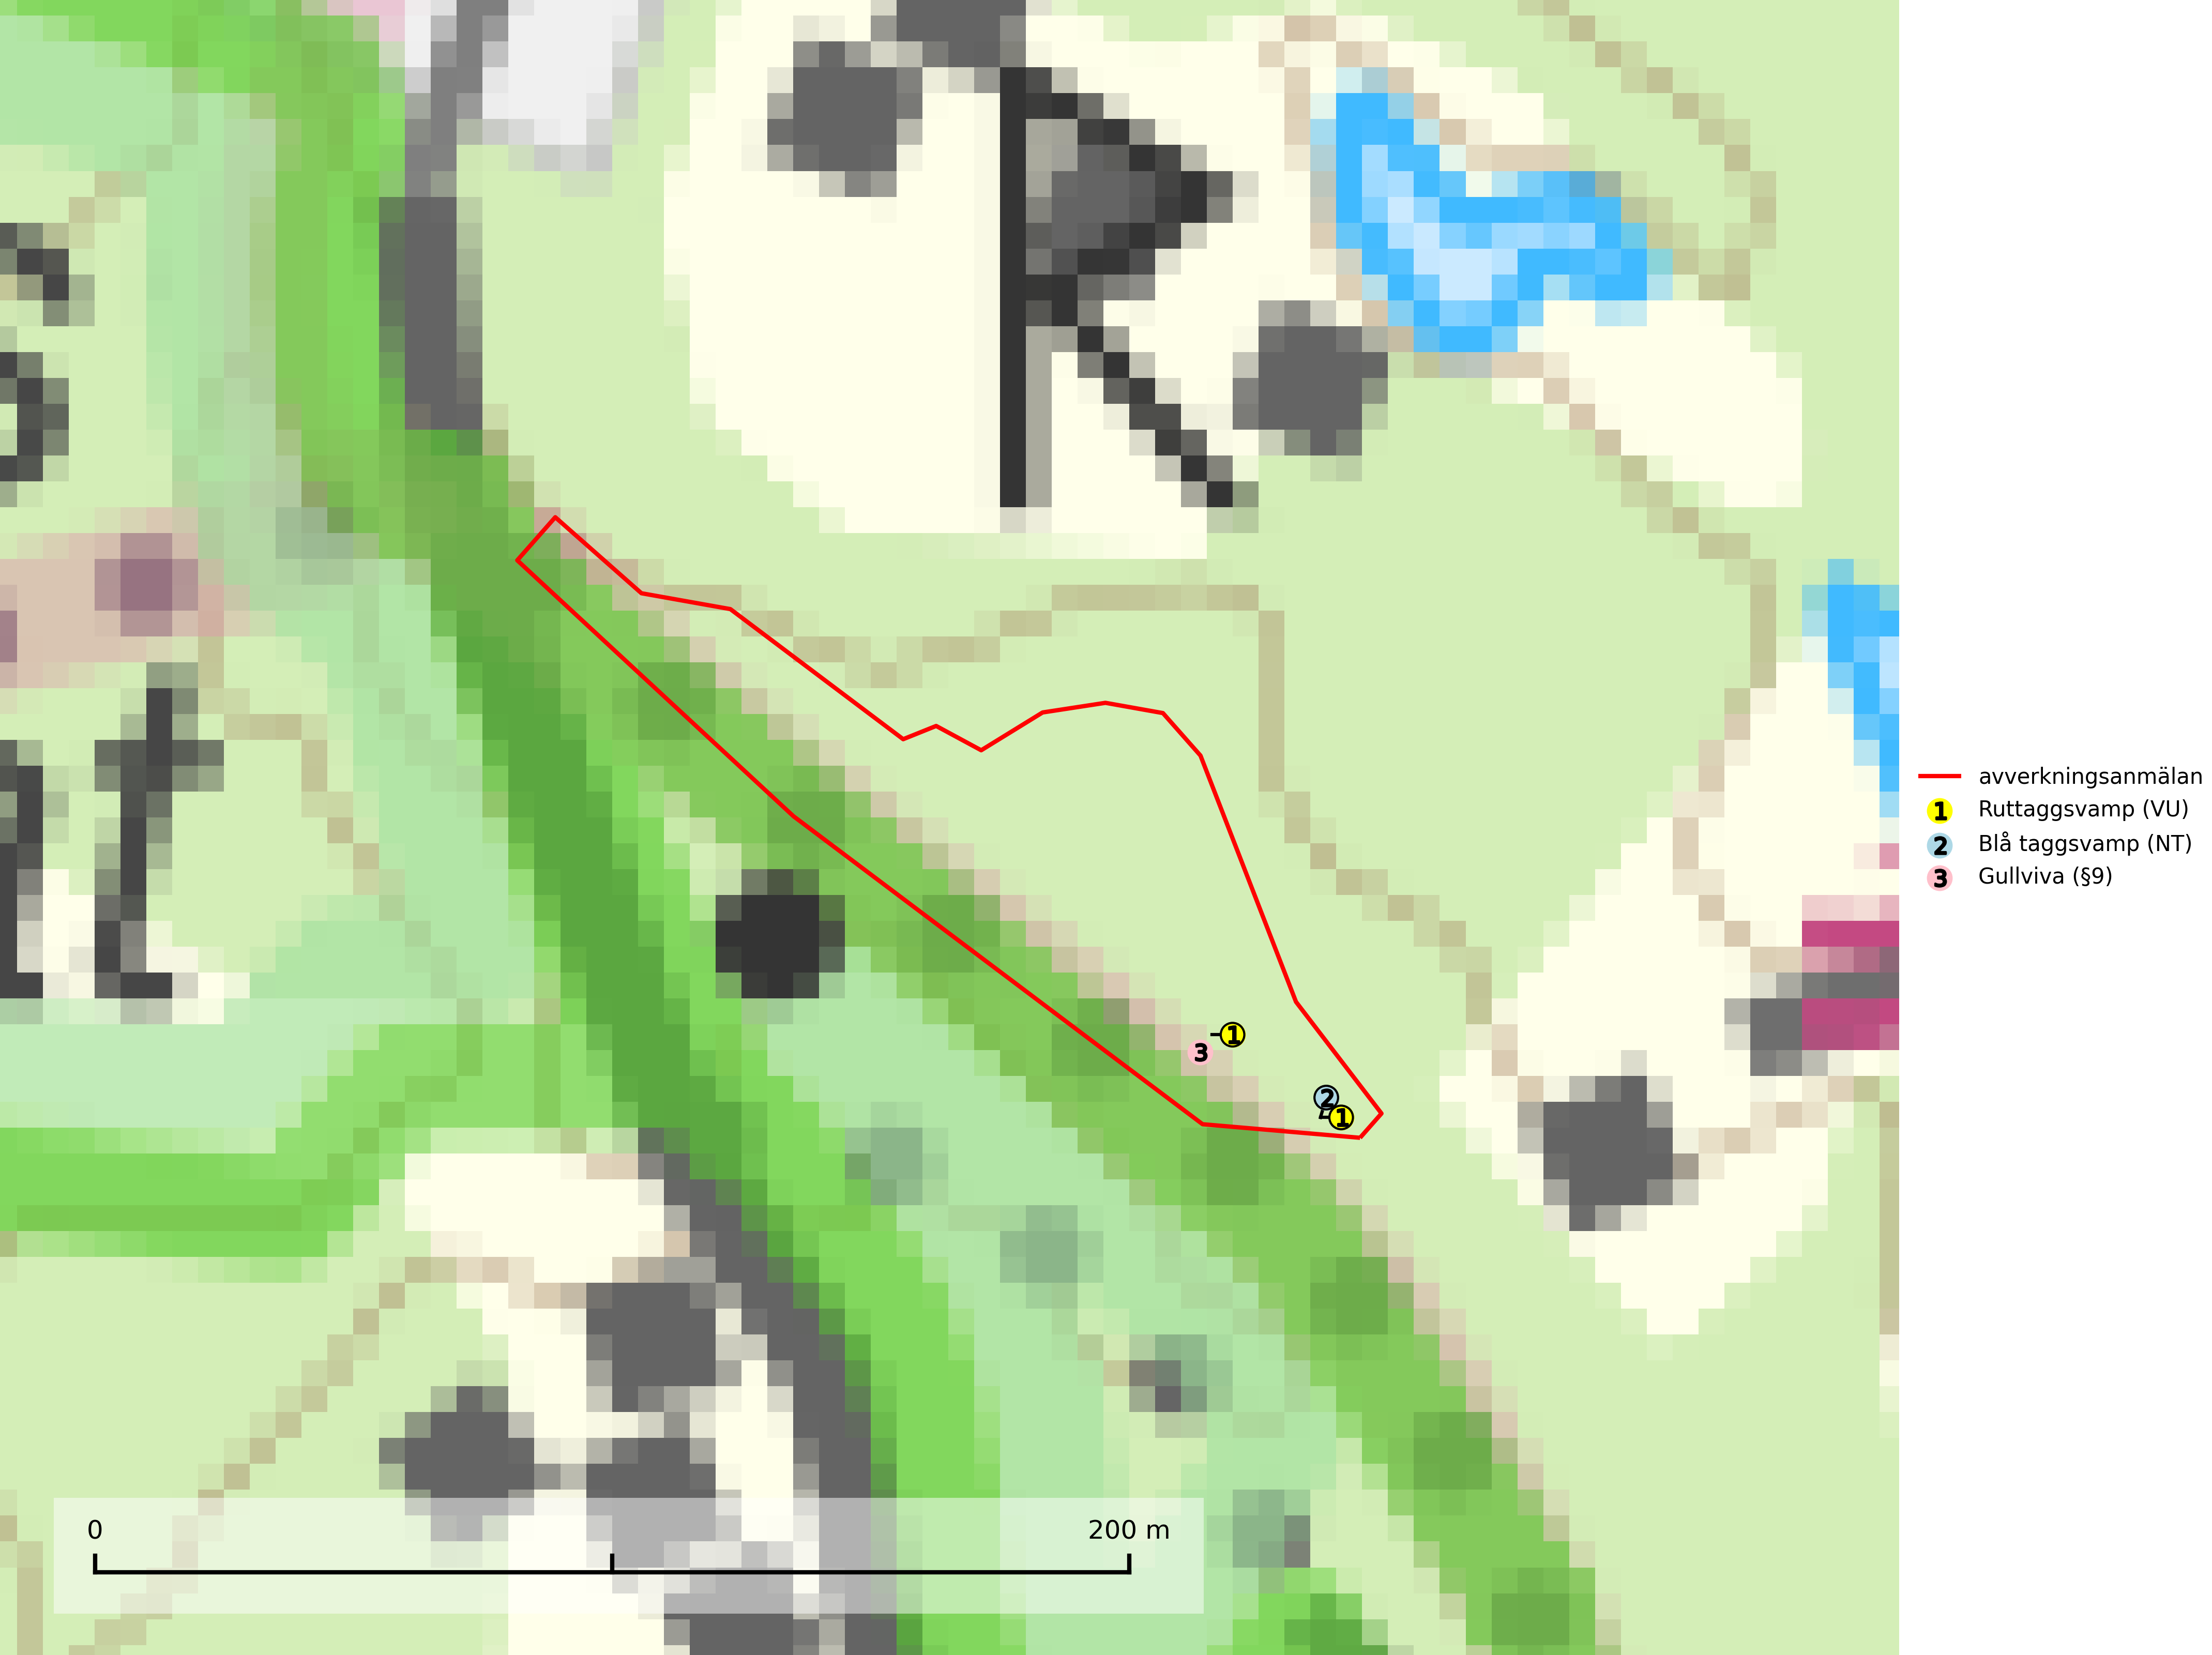 avverkningsanmälan
1 Ruttaggsvamp (VU)
2 Blå taggsvamp (NT)
3 Gullviva (§9)
1
3
2
1
0 200 m